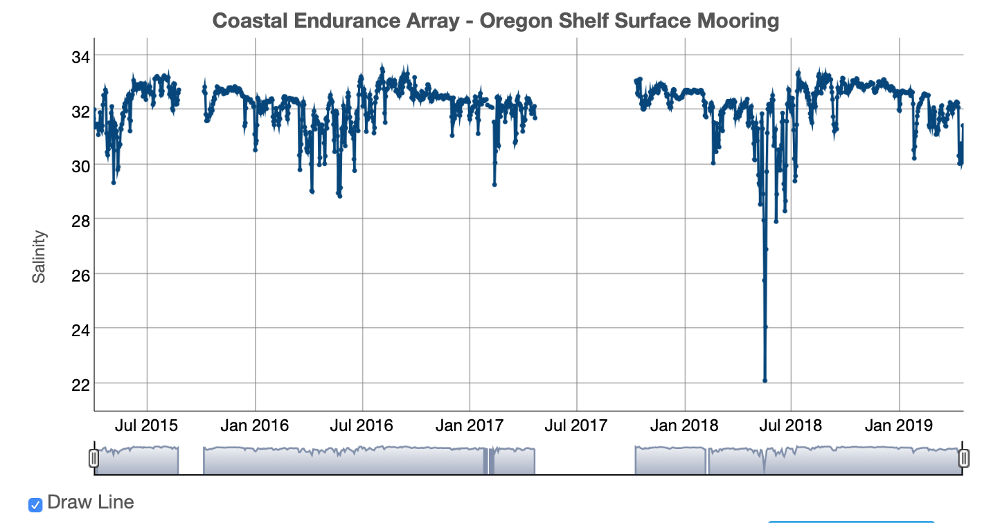 Coastal Endurance Array - Oregon Shelf Surface Mooring
34
32
30
28
26
24
22
Salinity
Jul 2015 Jan 2016 Jul 2016 Jan 2017 Jul 2017 Jan 2018 Jul 2018 Jan 2019
Draw Line